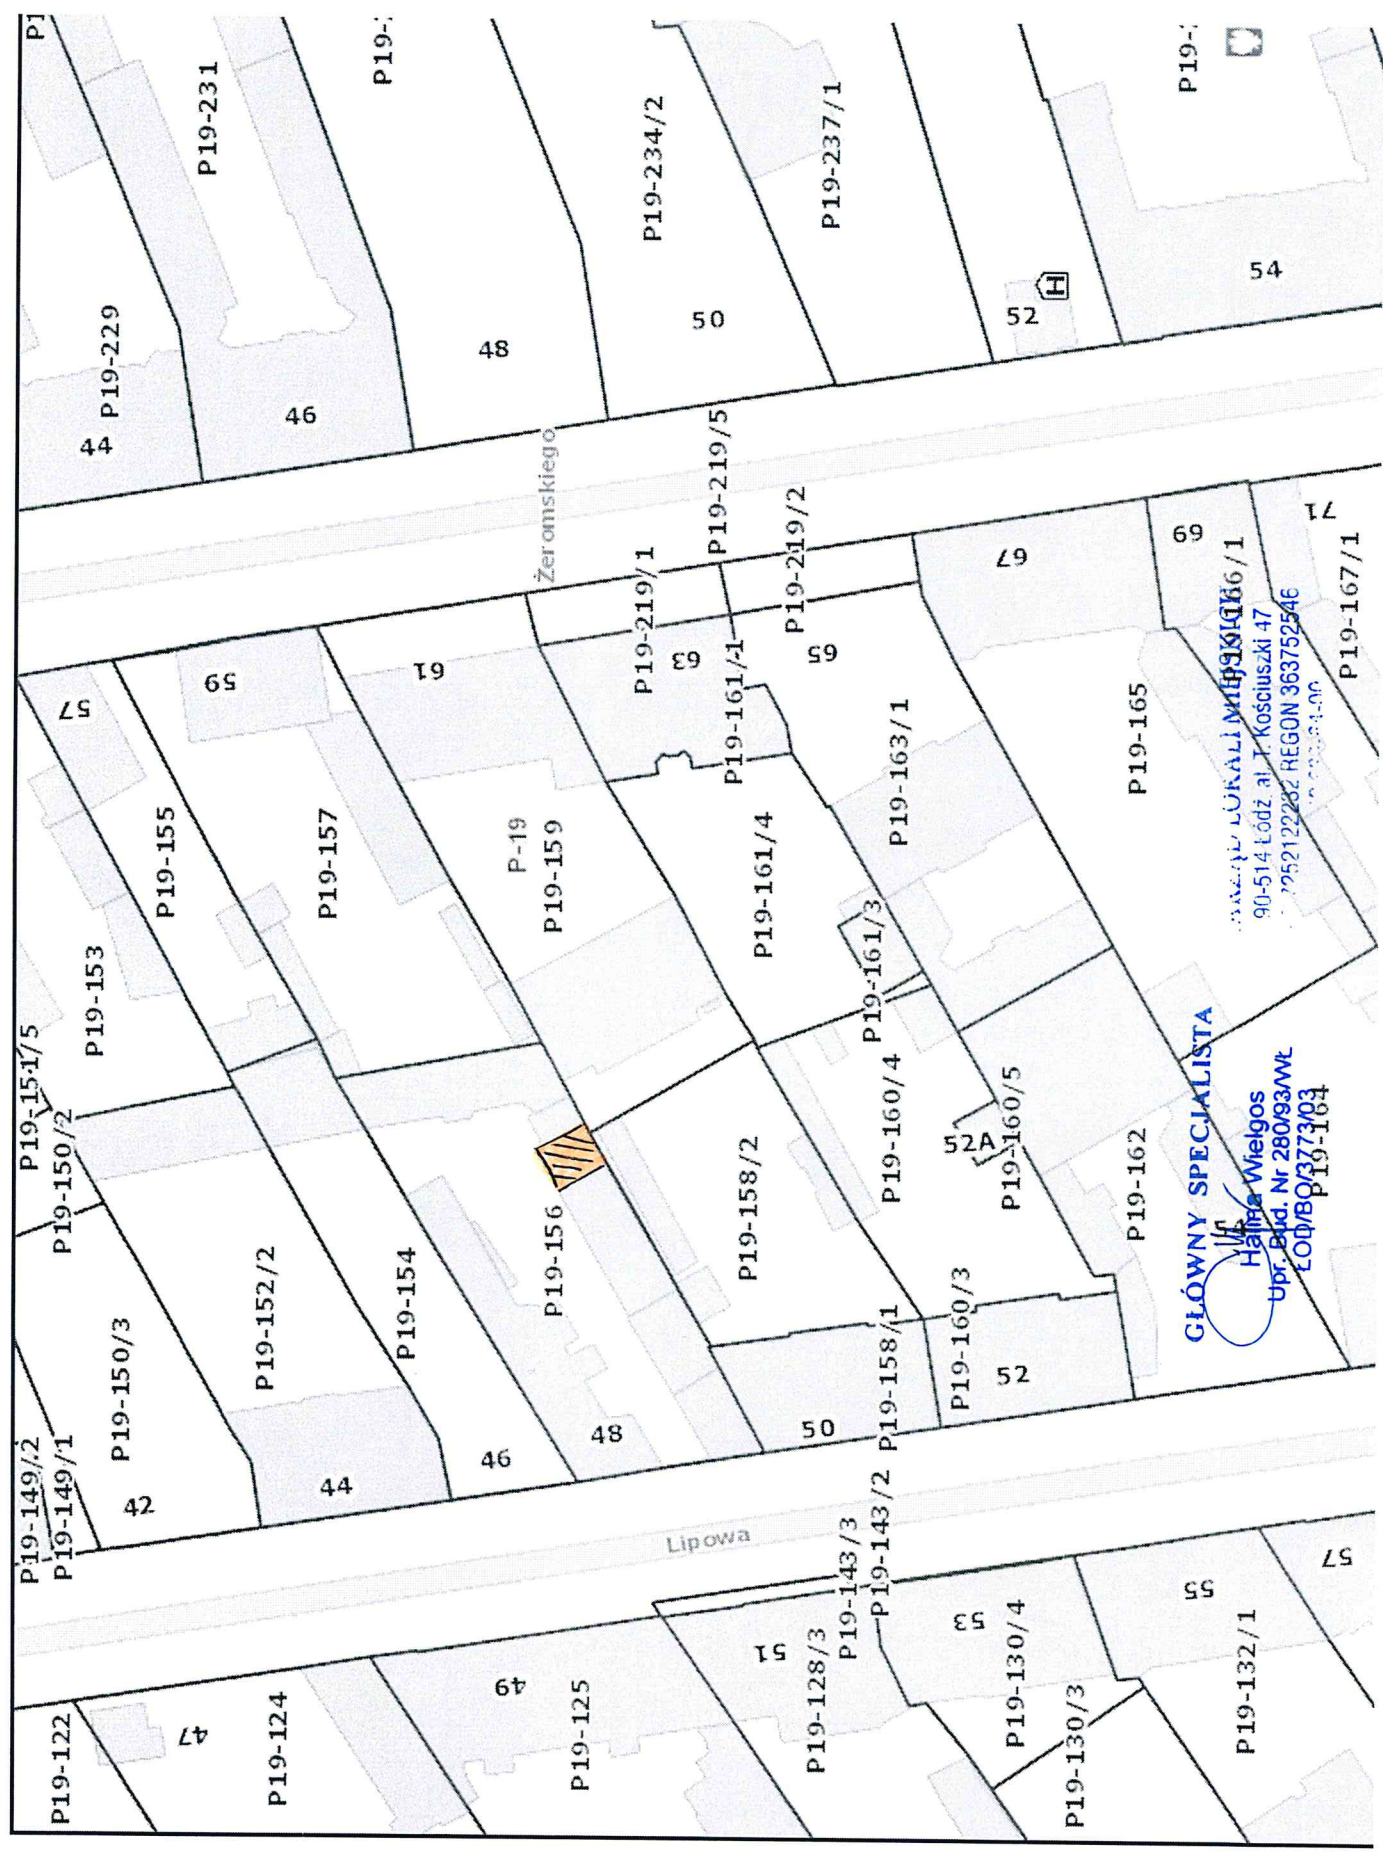 P19-231
P19-229
44
46
48
P19-234/2
50
P19-237/1
52
H
54
Żeromskiego
P19-219/5
P19-219/2
P19-219/1
57
59
61
63
65
67
69
71
P19-161/1
P19-166/1
P19-167/1
P19-155
P19-157
P-19
P19-159
P19-161/4
P19-163/1
P19-165
P19-153
P19-151/5
P19-150/2
P19-161/3
P19-160/4
52A
P19-160/5
P19-162
P19-164
P19-158/2
P19-156
P19-154
P19-152/2
P19-150/3
P19-149/2
P19-149/1
42
44
46
48
50
P19-158/1
P19-160/3
52
Lipowa
P19-143/3
P19-143/2
P19-122
47
P19-124
49
P19-125
51
P19-128/3
53
P19-130/4
P19-130/3
55
P19-132/1
57
LOKALI MIEJSKICH
90-514 Łódź, al. T. Kościuszki 47
7252122232 REGON 363752546
GŁÓWNY SPECJALISTA
Halina Wielgos
Upr. Bud. Nr 280/93/WŁ
ŁOD/BO/3773/03